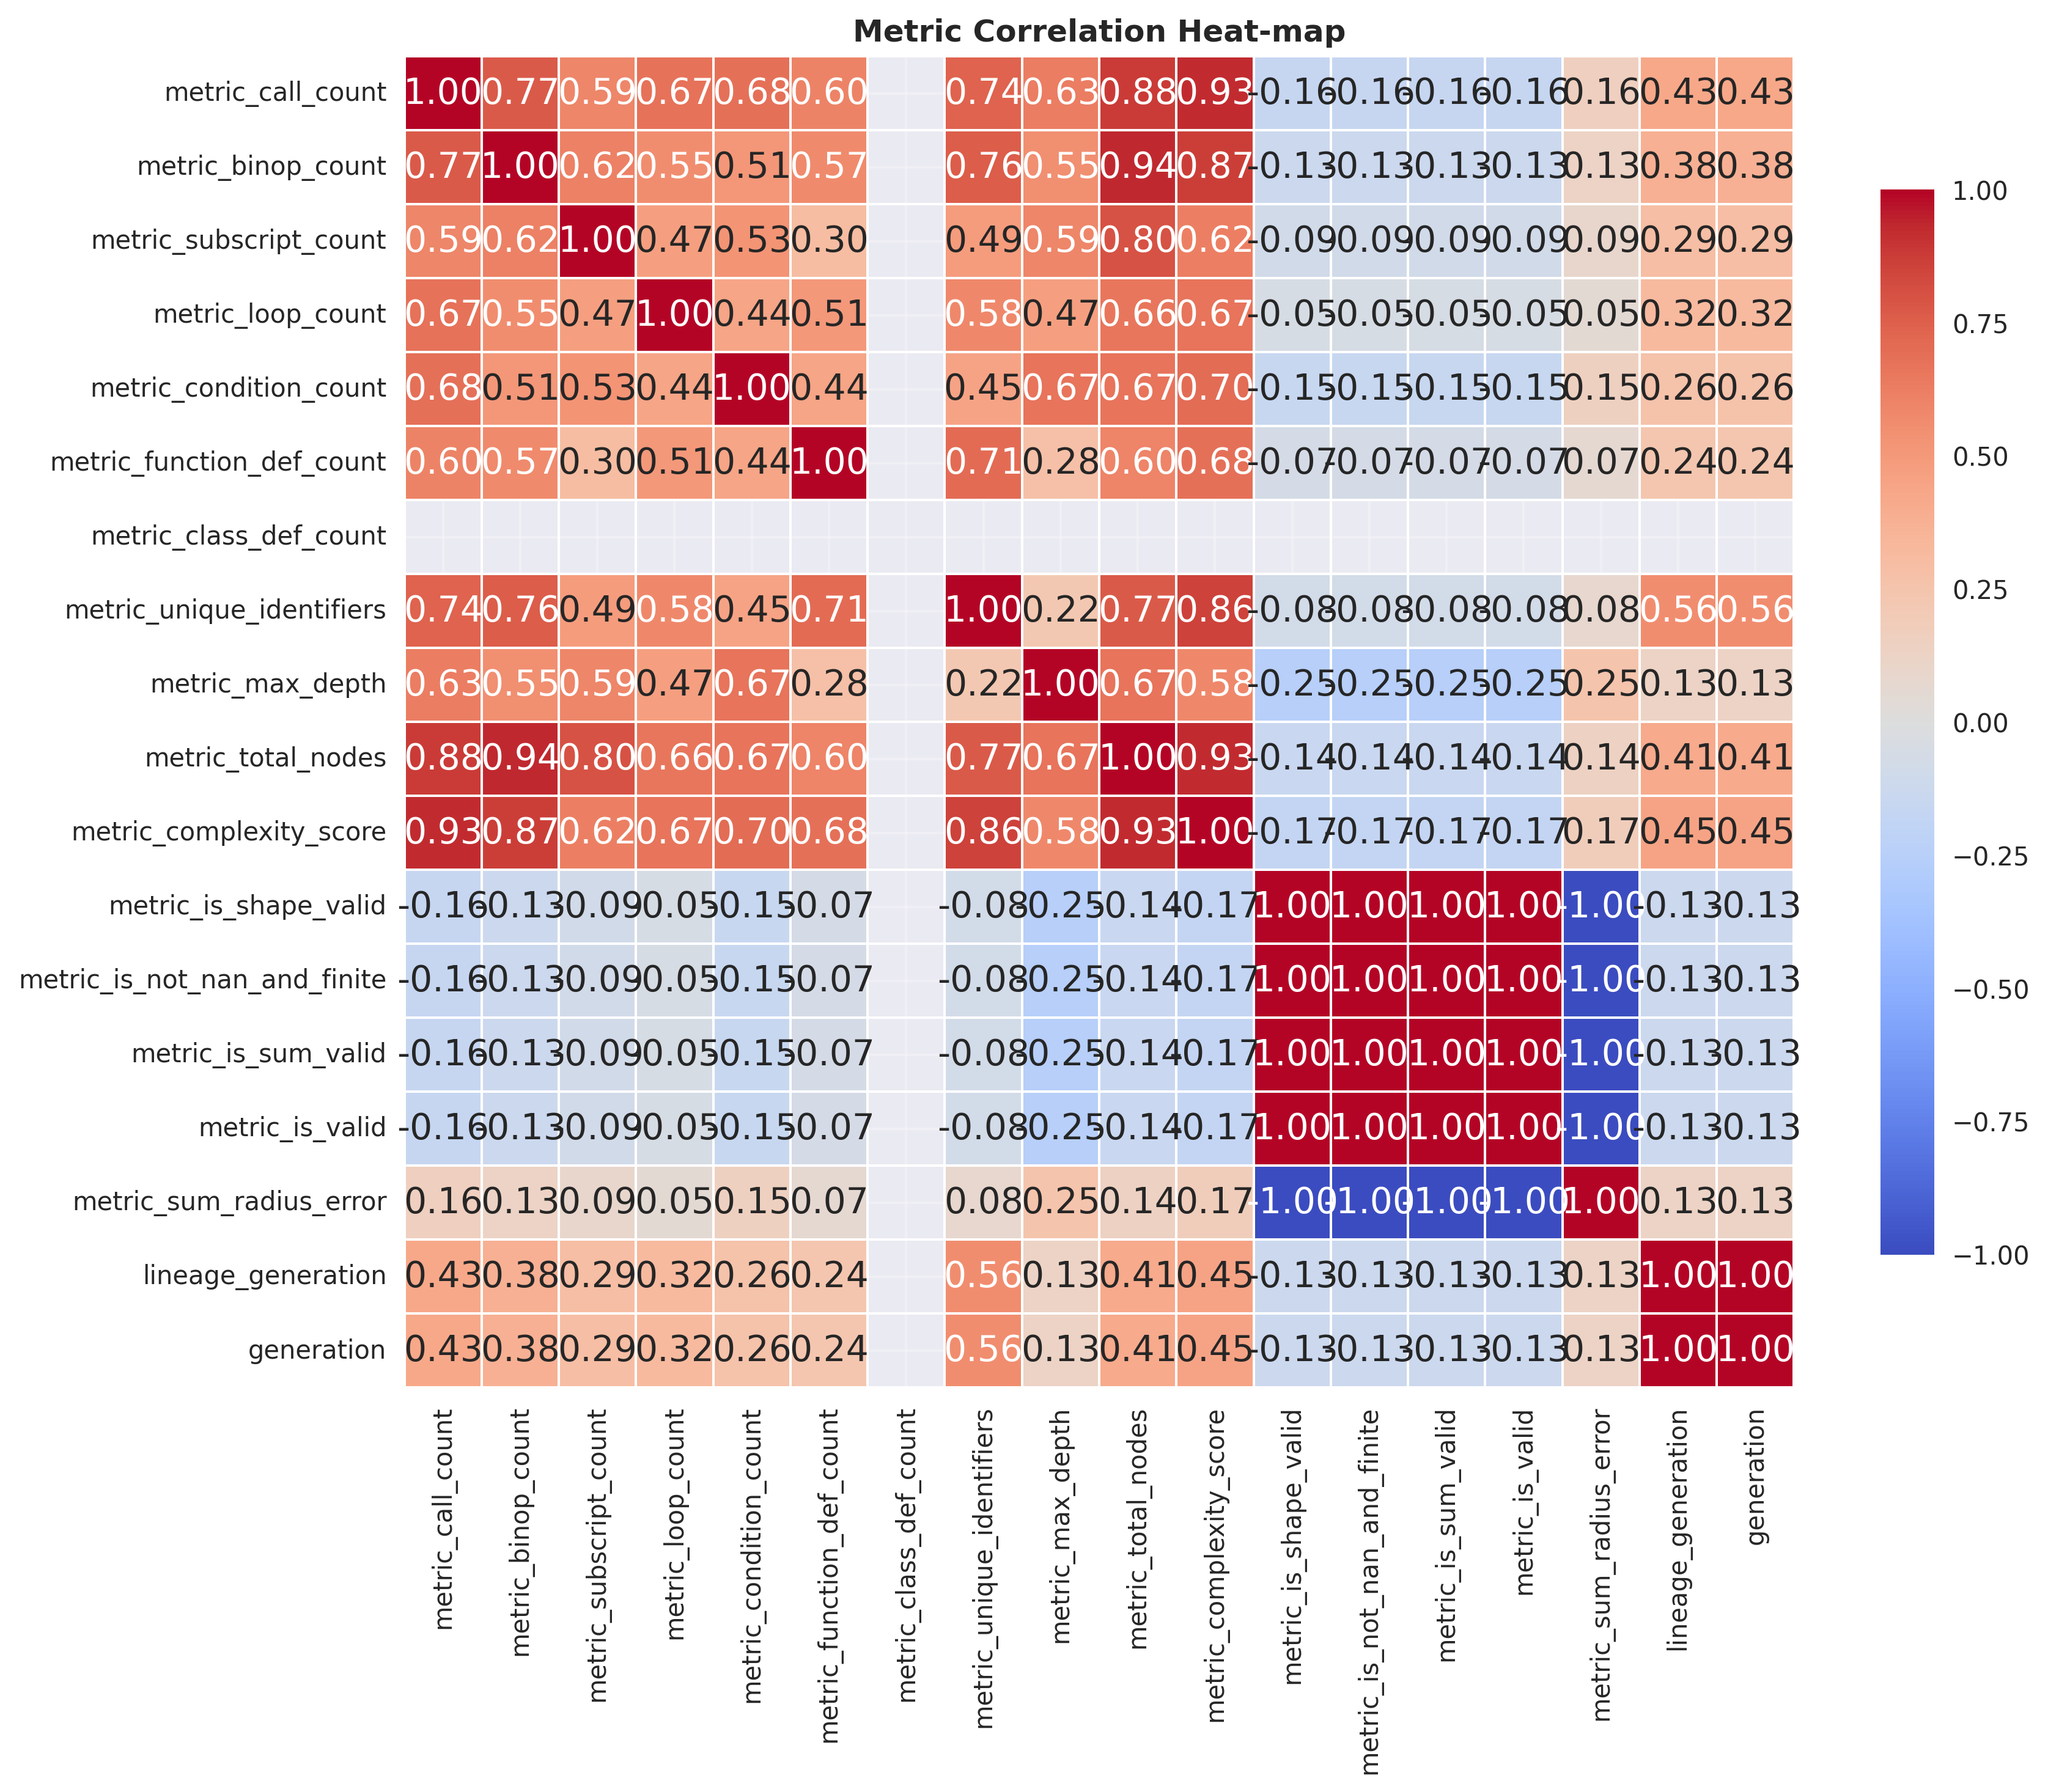 Metric Correlation Heat-map
metric_call_count 1.00 0.77 0.59 0.67 0.68 0.60 0.74 0.63 0.88 0.93 -0.16 -0.16 -0.16 -0.16 0.16 0.43 0.43
metric_binop_count 0.77 1.00 0.62 0.55 0.51 0.57 0.76 0.55 0.94 0.87 -0.13 -0.13 -0.13 -0.13 0.13 0.38 0.38
metric_subscript_count 0.59 0.62 1.00 0.47 0.53 0.30 0.49 0.59 0.80 0.62 -0.09 -0.09 -0.09 -0.09 0.09 0.29 0.29
metric_loop_count 0.67 0.55 0.47 1.00 0.44 0.51 0.58 0.47 0.66 0.67 -0.05 -0.05 -0.05 -0.05 0.05 0.32 0.32
metric_condition_count 0.68 0.51 0.53 0.44 1.00 0.44 0.45 0.67 0.67 0.70 -0.15 -0.15 -0.15 -0.15 0.15 0.26 0.26
metric_function_def_count 0.60 0.57 0.30 0.51 0.44 1.00 0.71 0.28 0.60 0.68 -0.07 -0.07 -0.07 -0.07 0.07 0.24 0.24
metric_class_def_count
metric_unique_identifiers 0.74 0.76 0.49 0.58 0.45 0.71 1.00 0.22 0.77 0.86 -0.08 -0.08 -0.08 -0.08 0.08 0.56 0.56
metric_max_depth 0.63 0.55 0.59 0.47 0.67 0.28 0.22 1.00 0.67 0.58 -0.25 -0.25 -0.25 -0.25 0.25 0.13 0.13
metric_total_nodes 0.88 0.94 0.80 0.66 0.67 0.60 0.77 0.67 1.00 0.93 -0.14 -0.14 -0.14 -0.14 0.14 0.41 0.41
metric_complexity_score 0.93 0.87 0.62 0.67 0.70 0.68 0.86 0.58 0.93 1.00 -0.17 -0.17 -0.17 -0.17 0.17 0.45 0.45
metric_is_shape_valid -0.16 -0.13 -0.09 -0.05 -0.15 -0.07 -0.08 -0.25 -0.14 -0.17 1.00 1.00 1.00 1.00 -1.00 -0.13 -0.13
metric_is_not_nan_and_finite -0.16 -0.13 -0.09 -0.05 -0.15 -0.07 -0.08 -0.25 -0.14 -0.17 1.00 1.00 1.00 1.00 -1.00 -0.13 -0.13
metric_is_sum_valid -0.16 -0.13 -0.09 -0.05 -0.15 -0.07 -0.08 -0.25 -0.14 -0.17 1.00 1.00 1.00 1.00 -1.00 -0.13 -0.13
metric_is_valid -0.16 -0.13 -0.09 -0.05 -0.15 -0.07 -0.08 -0.25 -0.14 -0.17 1.00 1.00 1.00 1.00 -1.00 -0.13 -0.13
metric_sum_radius_error 0.16 0.13 0.09 0.05 0.15 0.07 0.08 0.25 0.14 0.17 -1.00 -1.00 -1.00 -1.00 1.00 0.13 0.13
lineage_generation 0.43 0.38 0.29 0.32 0.26 0.24 0.56 0.13 0.41 0.45 -0.13 -0.13 -0.13 -0.13 0.13 1.00 1.00
generation 0.43 0.38 0.29 0.32 0.26 0.24 0.56 0.13 0.41 0.45 -0.13 -0.13 -0.13 -0.13 0.13 1.00 1.00
metric_call_count
metric_binop_count
metric_subscript_count
metric_loop_count
metric_condition_count
metric_function_def_count
metric_class_def_count
metric_unique_identifiers
metric_max_depth
metric_total_nodes
metric_complexity_score
metric_is_shape_valid
metric_is_not_nan_and_finite
metric_is_sum_valid
metric_is_valid
metric_sum_radius_error
lineage_generation
generation
1.00
0.75
0.50
0.25
0.00
−0.25
−0.50
−0.75
−1.00